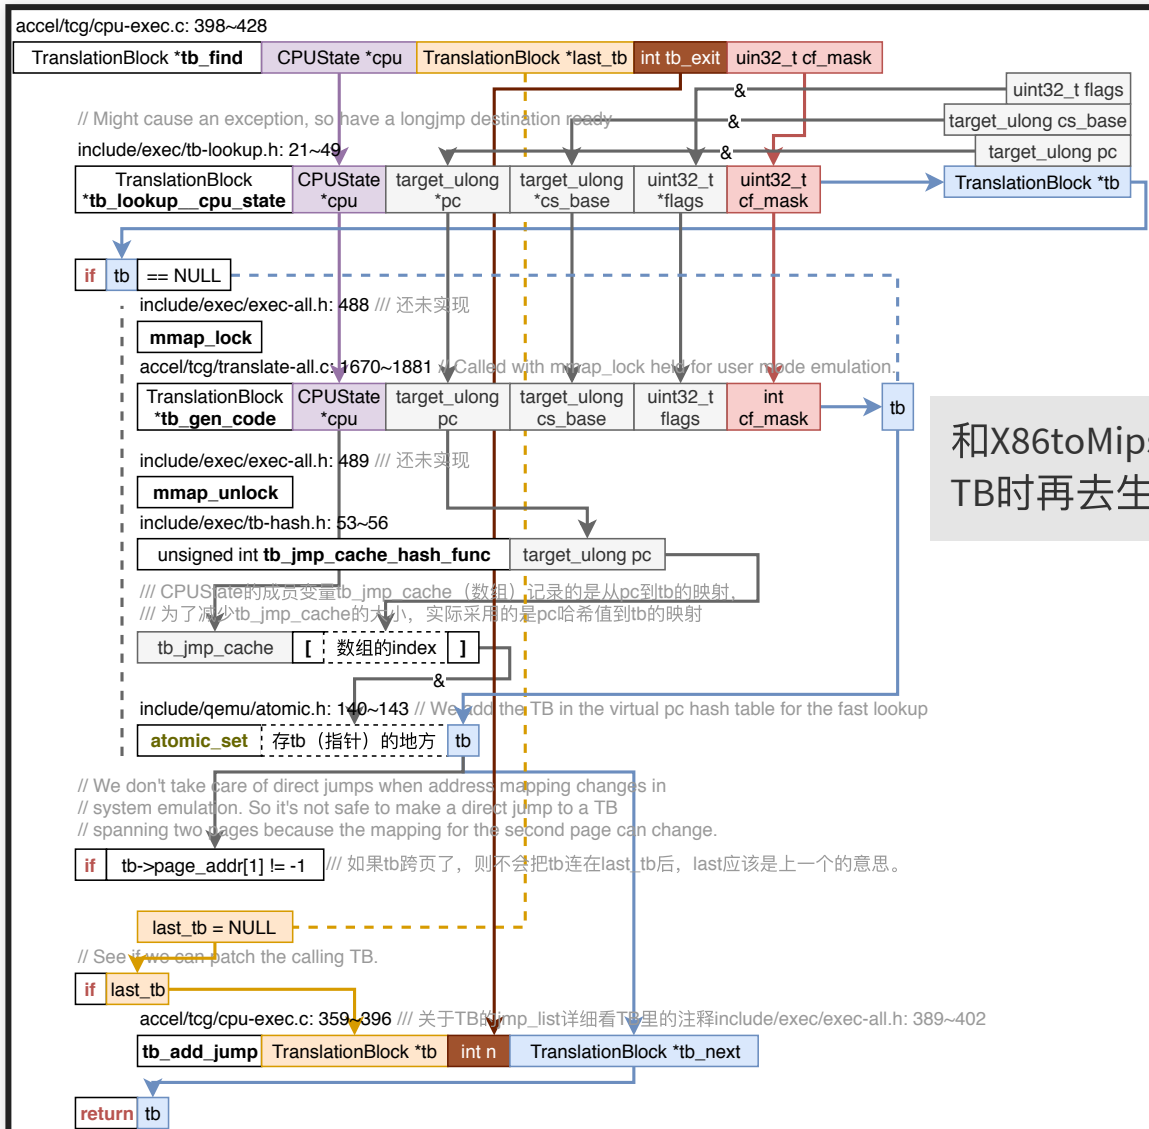 accel/tcg/cpu-exec.c: 398~428
TranslationBlock *tb_find CPUState *cpu TranslationBlock *last_tb int tb_exit uin32_t cf_mask
& uint32_t flags
// Might cause an exception, so have a longjmp destination ready & target_ulong cs_base
include/exec/tb-lookup.h: 21~49 & target_ulong pc
TranslationBlock CPUState target_ulong target_ulong uint32_t uint32_t TranslationBlock *tb
*tb_lookup__cpu_state *cpu *pc *cs_base *flags cf_mask
if tb == NULL
include/exec/exec-all.h: 488 /// 还未实现
mmap_lock
accel/tcg/translate-all.c: 1670~1881 // Called with mmap_lock held for user mode emulation.
TranslationBlock CPUState target_ulong target_ulong uint32_t int tb
*tb_gen_code *cpu pc cs_base flags cf_mask
和X86toMips
TB时再去生
include/exec/exec-all.h: 489 /// 还未实现
mmap_unlock
include/exec/tb-hash.h: 53~56
unsigned int tb_jmp_cache_hash_func target_ulong pc
/// CPUState的成员变量tb_jmp_cache（数组）记录的是从pc到tb的映射，
/// 为了减少tb_jmp_cache的大小，实际采用的是pc哈希值到tb的映射
tb_jmp_cache [ 数组的index ]
&
include/qemu/atomic.h: 140~143 // We add the TB in the virtual pc hash table for the fast lookup
atomic_set 存tb（指针）的地方 tb
// We don't take care of direct jumps when address mapping changes in
// system emulation. So it's not safe to make a direct jump to a TB
// spanning two pages because the mapping for the second page can change.
if tb->page_addr[1] != -1 /// 如果tb跨页了，则不会把tb连在last_tb后，last应该是上一个的意思。
last_tb = NULL
// See if we can patch the calling TB.
if last_tb
accel/tcg/cpu-exec.c: 359~396 /// 关于TB的jmp_list详细看TB里的注释include/exec/exec-all.h: 389~402
tb_add_jump TranslationBlock *tb int n TranslationBlock *tb_next
return tb